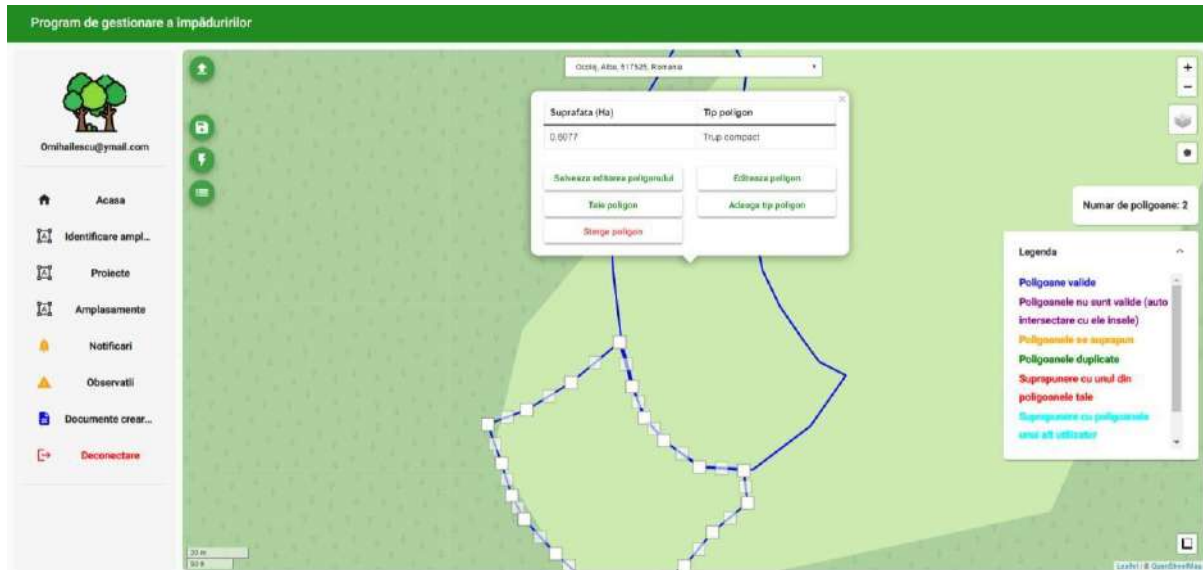 Program de gestionare a împăduririlor
Omihailescu@ymail.com
Acasa
Identificare ampl...
Proiecte
Amplasamente
Notificari
Observatii
Documente crear...
Deconectare
Ocoliș, Alba, 517525, Romania
Suprafata (Ha)
Tip poligon
0.6077
Trup compact
Salveaza editarea poligonului
Editeaza poligon
Taie poligon
Adauga tip poligon
Sterge poligon
+
−
Numar de poligoane: 2
Legenda
Poligoane valide
Poligoanele nu sunt valide (auto
intersectare cu ele insele)
Poligoanele se suprapun
Poligoanele duplicate
Suprapunere cu unul din
poligoanele tale
Suprapunere cu poligoanele
unui alt utilizator
50 ft
Leaflet | © OpenStreetMap